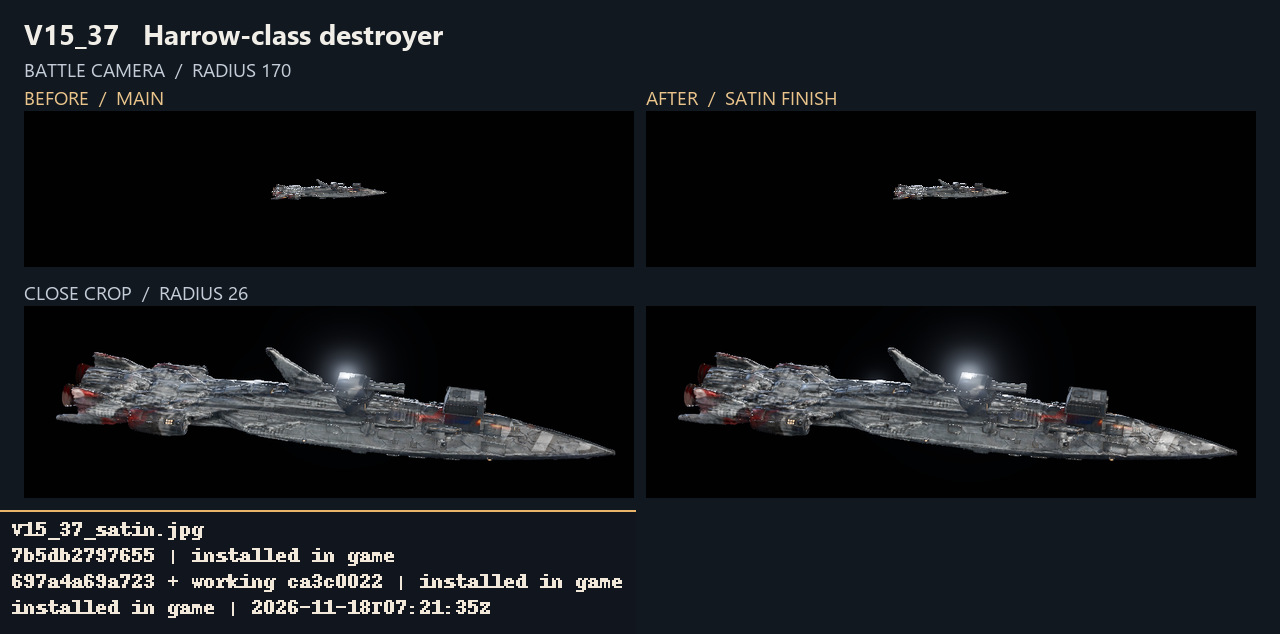 V15_37 Harrow-class destroyer
BATTLE CAMERA / RADIUS 170
BEFORE / MAIN
AFTER / SATIN FINISH
CLOSE CROP / RADIUS 26
V15_37_satin.jpg
7b5db2797655 | installed in game
697a4a69a723 + working ca3c0022 | installed in game
installed in game | 2026-11-18T07:21:35Z